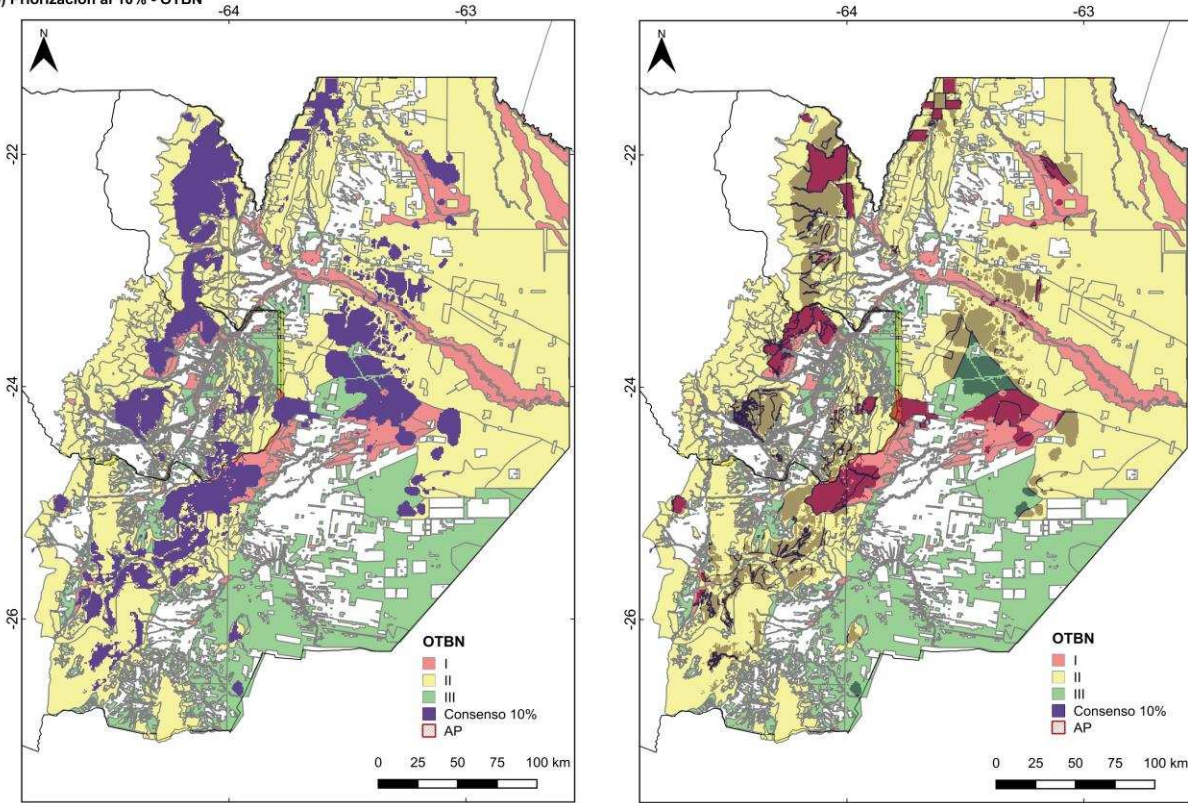 ) Priorización al 10% - OTBN
-64
-63
N
-22
-24
-26
OTBN
I
II
III
Consenso 10%
AP
0 25 50 75 100 km
-64
-63
N
-22
-24
-26
OTBN
I
II
III
Consenso 10%
AP
0 25 50 75 100 km